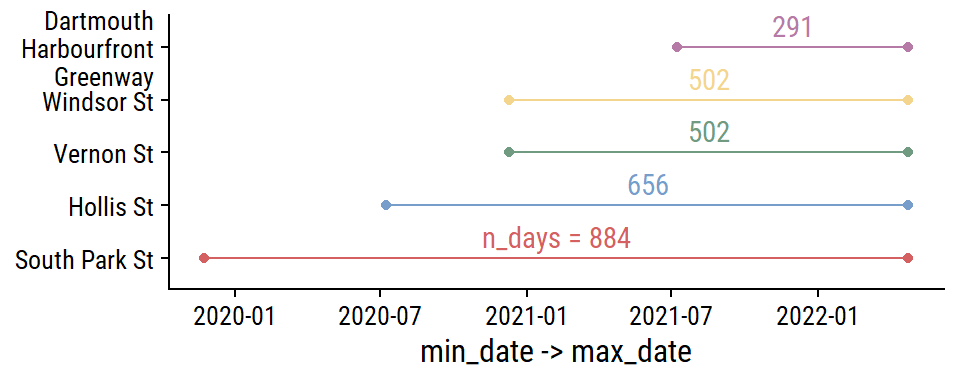 Dartmouth
Harbourfront
Greenway
291
Windsor St
502
Vernon St
502
Hollis St
656
South Park St
n_days = 884
2020-01 2020-07 2021-01 2021-07 2022-01
min_date -> max_date